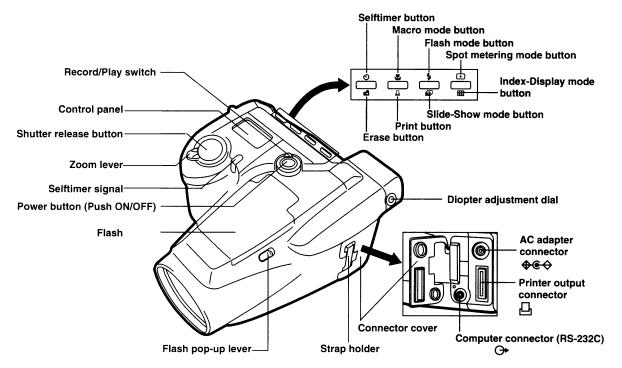 Selftimer button
Macro mode button
Flash mode button
Spot metering mode button
Record/Play switch
Index-Display mode
button
Control panel
Slide-Show mode button
Print button
Erase button
Shutter release button
Zoom lever
Selftimer signal
Power button (Push ON/OFF)
Diopter adjustment dial
Flash
AC adapter
connector
Printer output
connector
Connector cover
Computer connector (RS-232C)
Flash pop-up lever
Strap holder